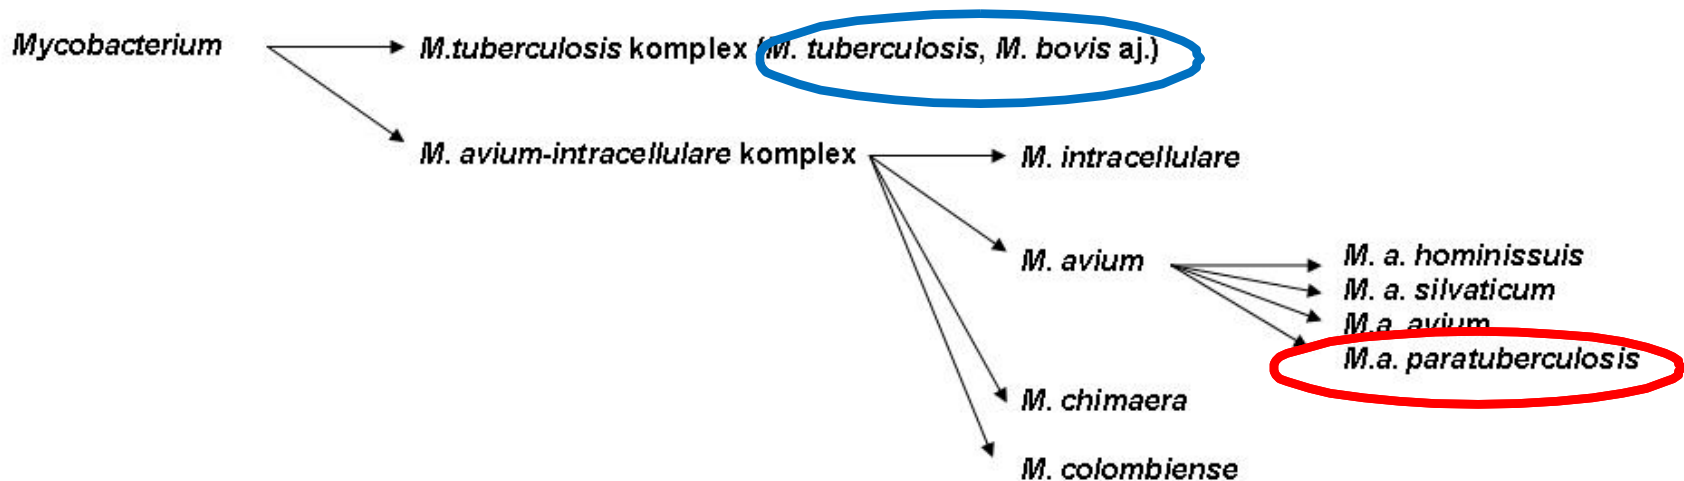 Mycobacterium
M.tuberculosis komplex (M. tuberculosis, M. bovis aj.)
M. avium-intracellulare komplex
M. intracellulare
M. avium
M. a. hominissuis
M. a. silvaticum
M.a. avium
M.a. paratuberculosis
M. chimaera
M. colombiense